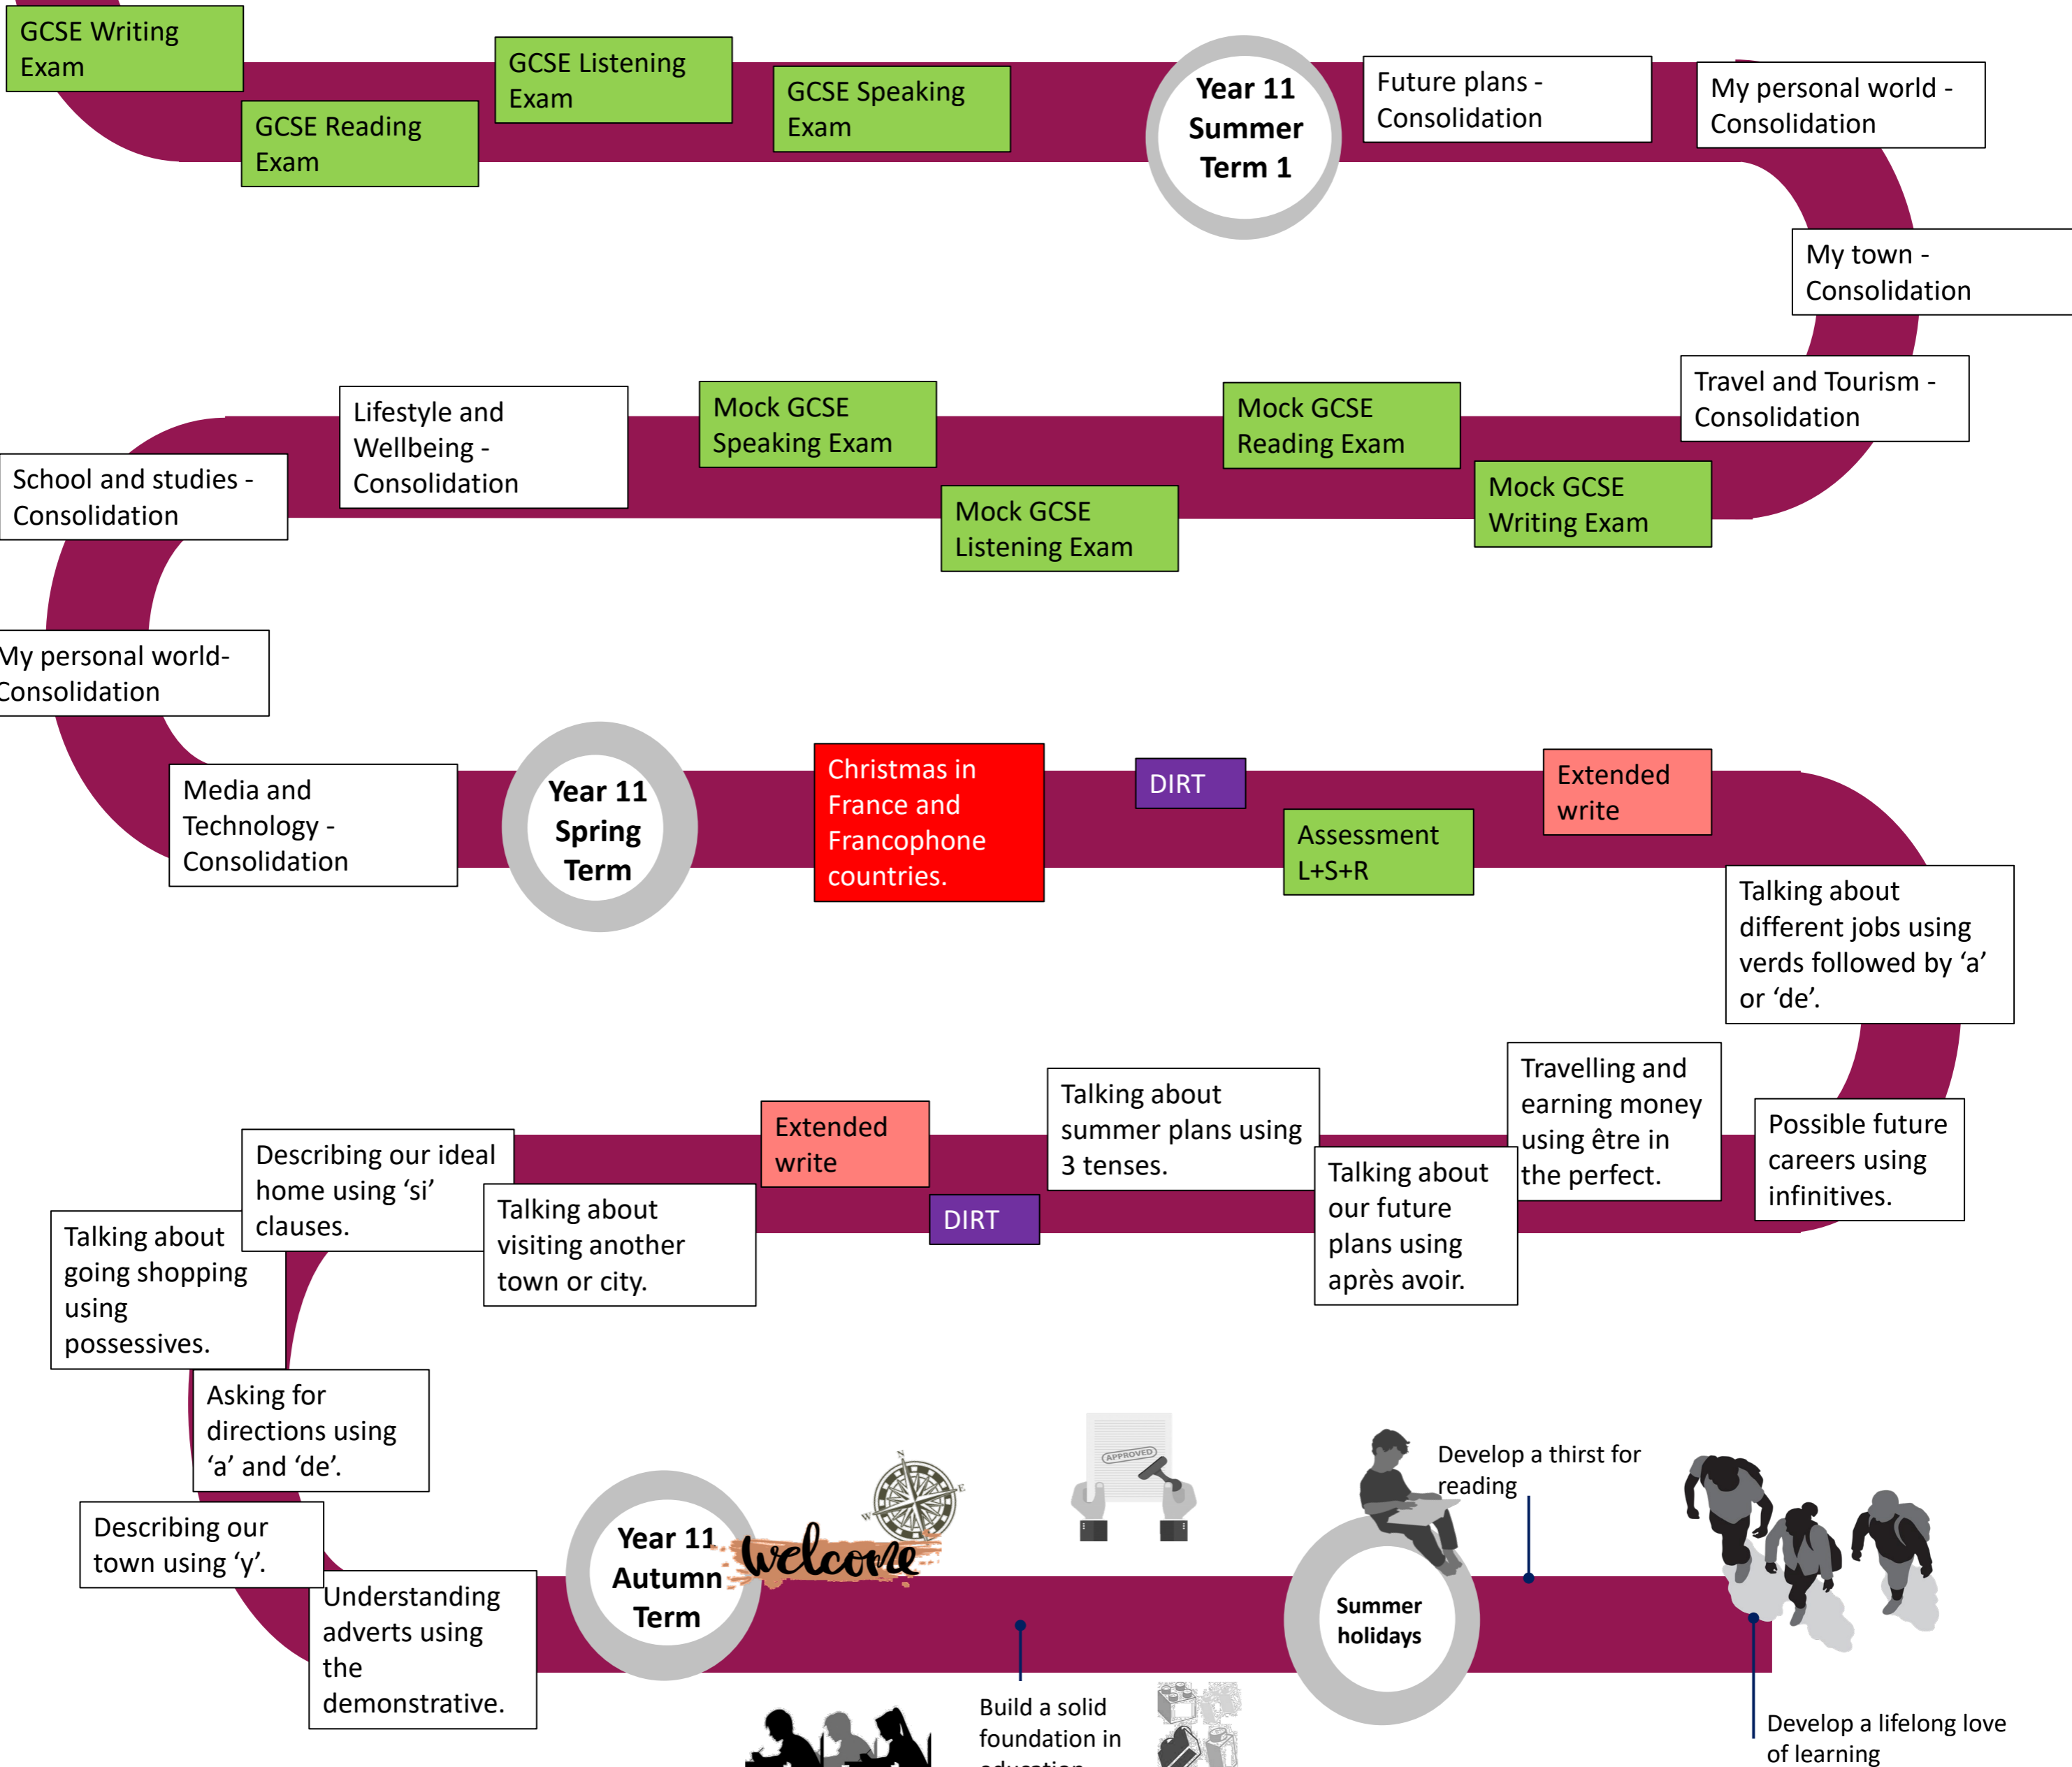 GCSE Writing
Exam
GCSE Reading
Exam
GCSE Listening
Exam
GCSE Speaking
Exam
Year 11
Summer
Term 1
Future plans -
Consolidation
My personal world -
Consolidation
My town -
Consolidation
Travel and Tourism -
Consolidation
Mock GCSE
Writing Exam
Mock GCSE
Reading Exam
Mock GCSE
Listening Exam
Mock GCSE
Speaking Exam
Lifestyle and
Wellbeing -
Consolidation
School and studies -
Consolidation
My personal world-
Consolidation
Media and
Technology -
Consolidation
Year 11
Spring
Term
Christmas in
France and
Francophone
countries.
DIRT
Assessment
L+S+R
Extended
write
Talking about
different jobs using
verds followed by ‘a’
or ‘de’.
Possible future
careers using
infinitives.
Travelling and
earning money
using être in
the perfect.
Talking about
our future
plans using
après avoir.
Talking about
summer plans using
3 tenses.
DIRT
Extended
write
Talking about
visiting another
town or city.
Describing our ideal
home using ‘si’
clauses.
Talking about
going shopping
using
possessives.
Asking for
directions using
‘a’ and ‘de’.
Describing our
town using ‘y’.
Understanding
adverts using
the
demonstrative.
Year 11
Autumn
Term
welcome
N
E
W
APPROVED
Build a solid
foundation in
education
Summer
holidays
Develop a thirst for
reading
Develop a lifelong love
of learning